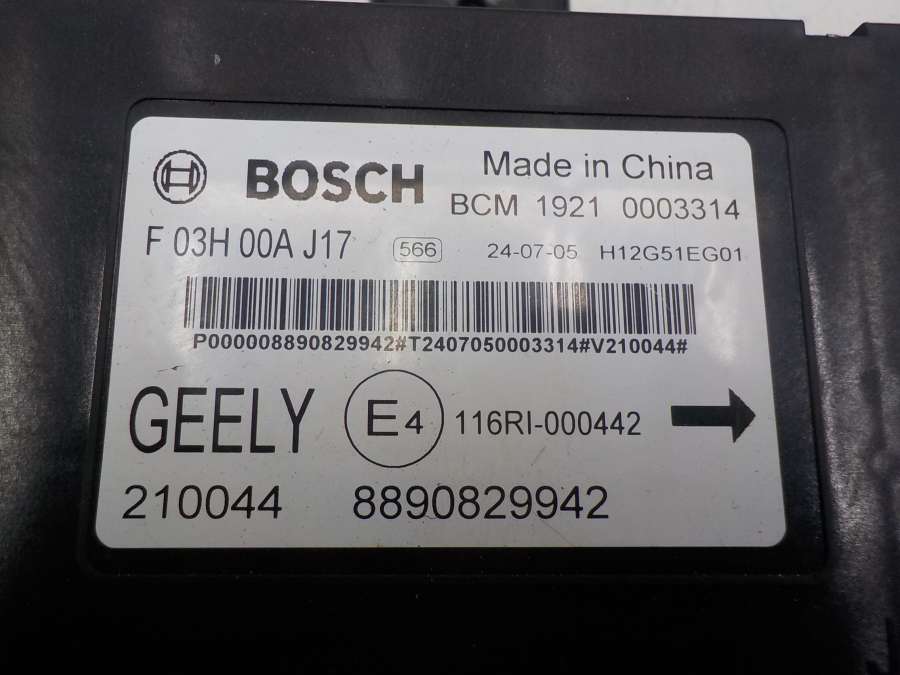 BOSCH Made in China
BCM 1921 0003314
F 03H 00A J17 566 24-07-05 H12G51EG01
P000008890829942#T2407050003314#V210044#
GEELY E4 116RI-000442
210044 8890829942